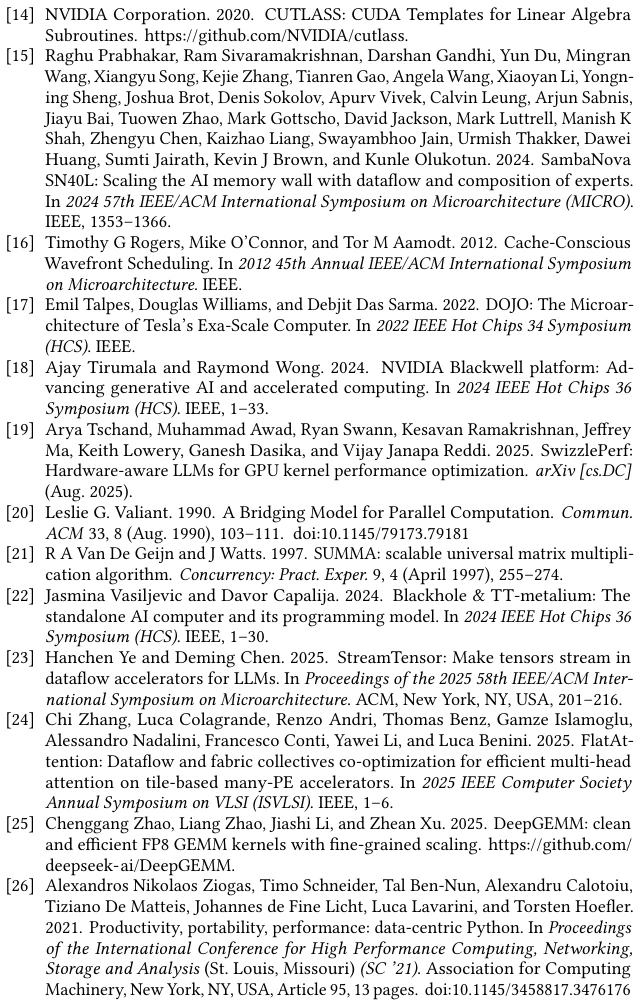 [14] NVIDIA Corporation. 2020. CUTLASS: CUDA Templates for Linear Algebra
Subroutines. https://github.com/NVIDIA/cutlass.
[15] Raghu Prabhakar, Ram Sivaramakrishnan, Darshan Gandhi, Yun Du, Mingran
Wang, Xiangyu Song, Kejie Zhang, Tianren Gao, Angela Wang, Xiaoyan Li, Yongn-
ing Sheng, Joshua Brot, Denis Sokolov, Apurv Vivek, Calvin Leung, Arjun Sabnis,
Jiayu Bai, Tuowen Zhao, Mark Gottscho, David Jackson, Mark Luttrell, Manish K
Shah, Zhengyu Chen, Kaizhao Liang, Swayambhoo Jain, Urmish Thakker, Dawei
Huang, Sumti Jairath, Kevin J Brown, and Kunle Olukotun. 2024. SambaNova
SN40L: Scaling the AI memory wall with dataflow and composition of experts.
In 2024 57th IEEE/ACM International Symposium on Microarchitecture (MICRO).
IEEE, 1353–1366.
[16] Timothy G Rogers, Mike O'Connor, and Tor M Aamodt. 2012. Cache-Conscious
Wavefront Scheduling. In 2012 45th Annual IEEE/ACM International Symposium
on Microarchitecture. IEEE.
[17] Emil Talpes, Douglas Williams, and Debjit Das Sarma. 2022. DOJO: The Microar-
chitecture of Tesla's Exa-Scale Computer. In 2022 IEEE Hot Chips 34 Symposium
(HCS). IEEE.
[18] Ajay Tirumala and Raymond Wong. 2024. NVIDIA Blackwell platform: Ad-
vancing generative AI and accelerated computing. In 2024 IEEE Hot Chips 36
Symposium (HCS). IEEE, 1–33.
[19] Arya Tschand, Muhammad Awad, Ryan Swann, Kesavan Ramakrishnan, Jeffrey
Ma, Keith Lowery, Ganesh Dasika, and Vijay Janapa Reddi. 2025. SwizzlePerf:
Hardware-aware LLMs for GPU kernel performance optimization. arXiv [cs.DC]
(Aug. 2025).
[20] Leslie G. Valiant. 1990. A Bridging Model for Parallel Computation. Commun.
ACM 33, 8 (Aug. 1990), 103–111. doi:10.1145/79173.79181
[21] R A Van De Geijn and J Watts. 1997. SUMMA: scalable universal matrix multipli-
cation algorithm. Concurrency: Pract. Exper. 9, 4 (April 1997), 255–274.
[22] Jasmina Vasiljevic and Davor Capalija. 2024. Blackhole & TT-metalium: The
standalone AI computer and its programming model. In 2024 IEEE Hot Chips 36
Symposium (HCS). IEEE, 1–30.
[23] Hanchen Ye and Deming Chen. 2025. StreamTensor: Make tensors stream in
dataflow accelerators for LLMs. In Proceedings of the 2025 58th IEEE/ACM Inter-
national Symposium on Microarchitecture. ACM, New York, NY, USA, 201–216.
[24] Chi Zhang, Luca Colagrande, Renzo Andri, Thomas Benz, Gamze Islamoglu,
Alessandro Nadalini, Francesco Conti, Yawei Li, and Luca Benini. 2025. FlatAt-
tention: Dataflow and fabric collectives co-optimization for efficient multi-head
attention on tile-based many-PE accelerators. In 2025 IEEE Computer Society
Annual Symposium on VLSI (ISVLSI). IEEE, 1–6.
[25] Chenggang Zhao, Liang Zhao, Jiashi Li, and Zhean Xu. 2025. DeepGEMM: clean
and efficient FP8 GEMM kernels with fine-grained scaling. https://github.com/
deepseek-ai/DeepGEMM.
[26] Alexandros Nikolaos Ziogas, Timo Schneider, Tal Ben-Nun, Alexandru Calotoiu,
Tiziano De Matteis, Johannes de Fine Licht, Luca Lavarini, and Torsten Hoefler.
2021. Productivity, portability, performance: data-centric Python. In Proceedings
of the International Conference for High Performance Computing, Networking,
Storage and Analysis (St. Louis, Missouri) (SC '21). Association for Computing
Machinery, New York, NY, USA, Article 95, 13 pages. doi:10.1145/3458817.3476176